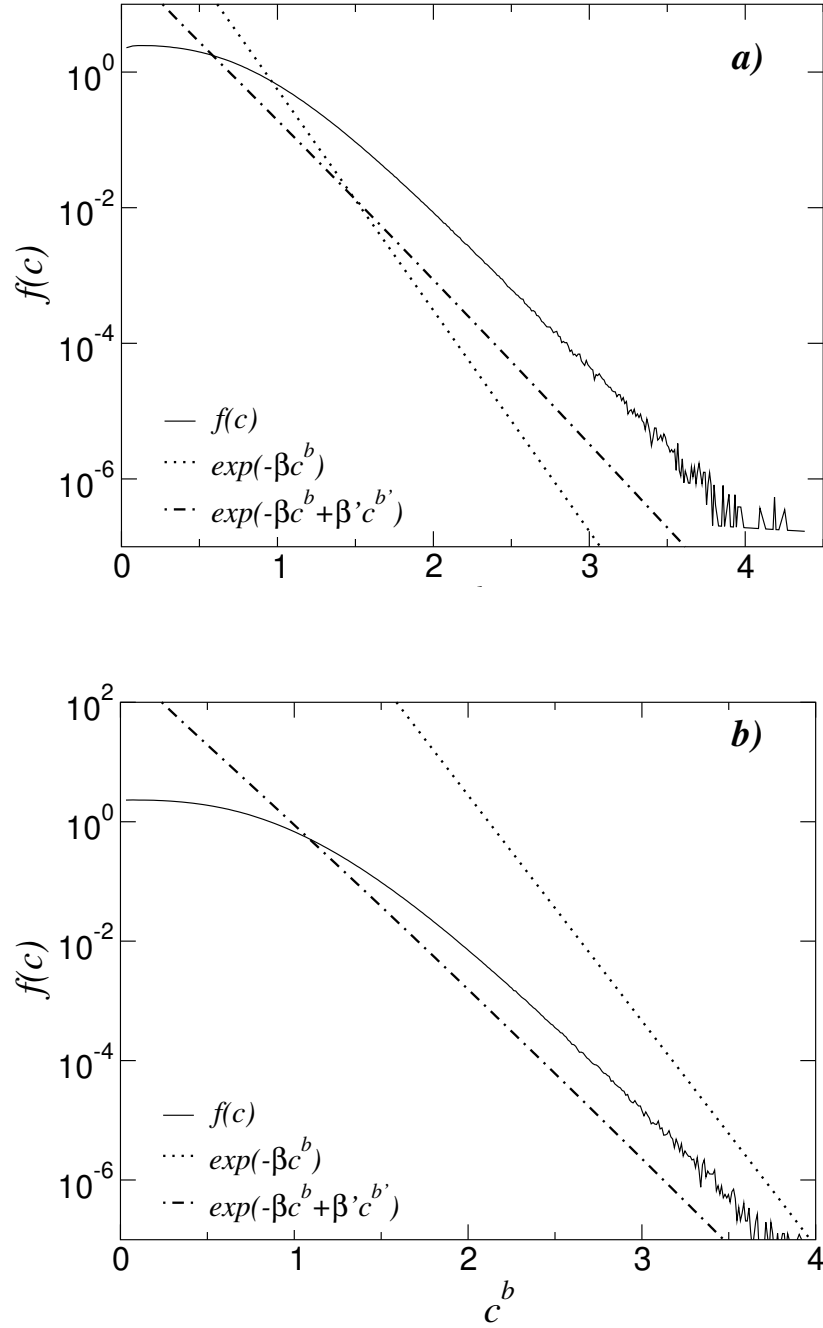 a)
10^0
10^-2
10^-4
10^-6
f(c)
f(c)
exp(-βc^b)
exp(-βc^b+β'c^b')
0 1 2 3 4
b)
10^2
10^0
10^-2
10^-4
10^-6
f(c)
f(c)
exp(-βc^b)
exp(-βc^b+β'c^b')
0 1 2 3 4
c^b